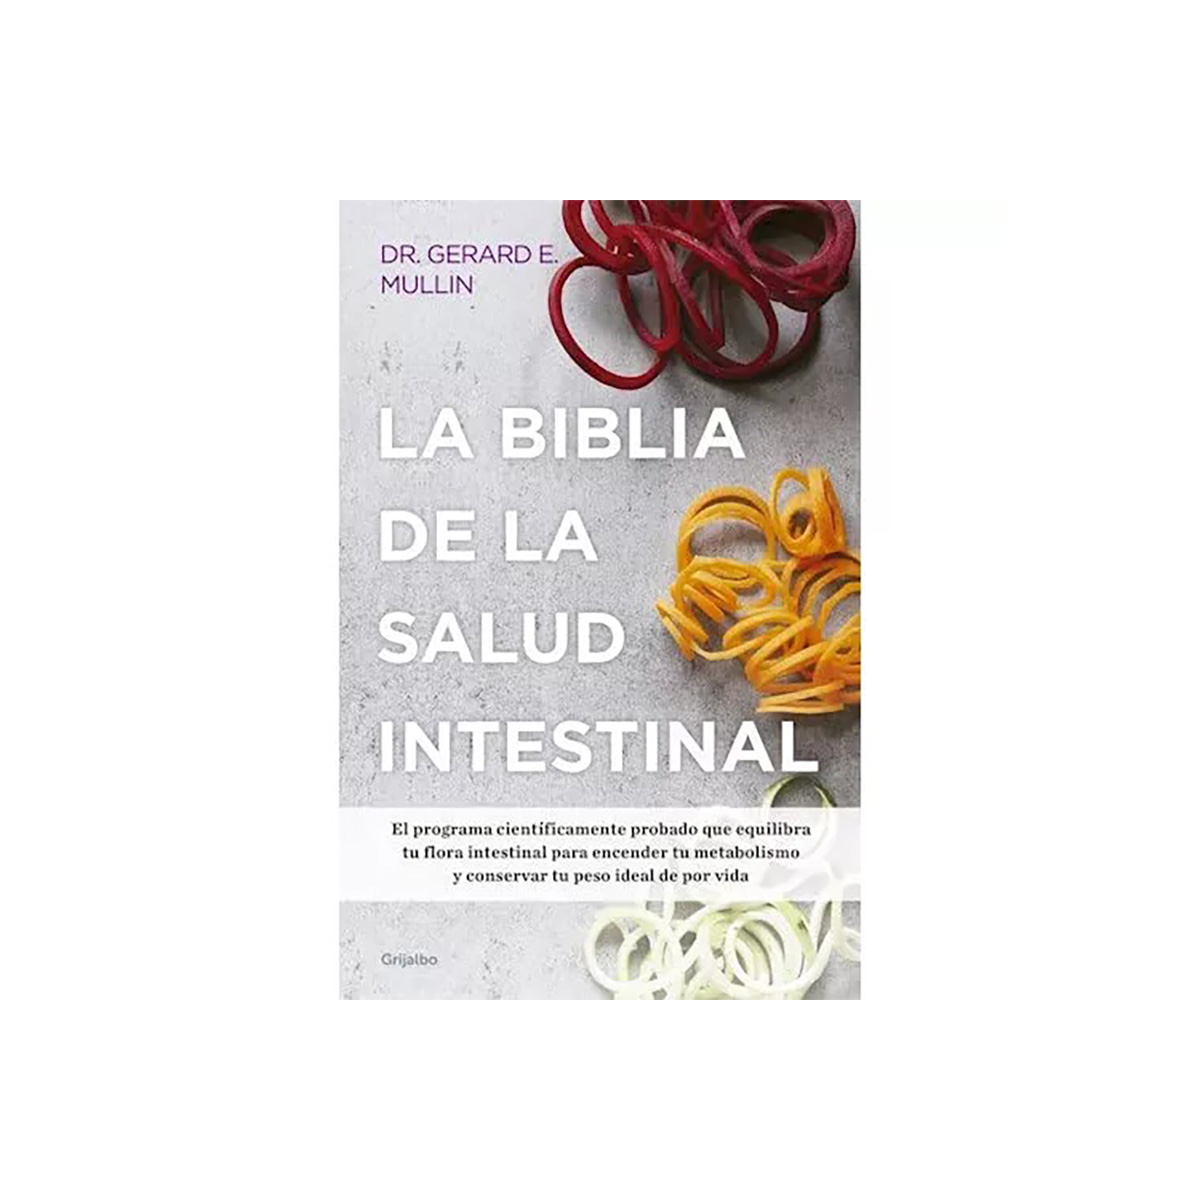 DR. GERARD E.
MULLIN
LA BIBLIA
DE LA
SALUD
INTESTINAL
El programa científicamente probado que equilibra
tu flora intestinal para encender tu metabolismo
y conservar tu peso ideal de por vida
Grijalbo